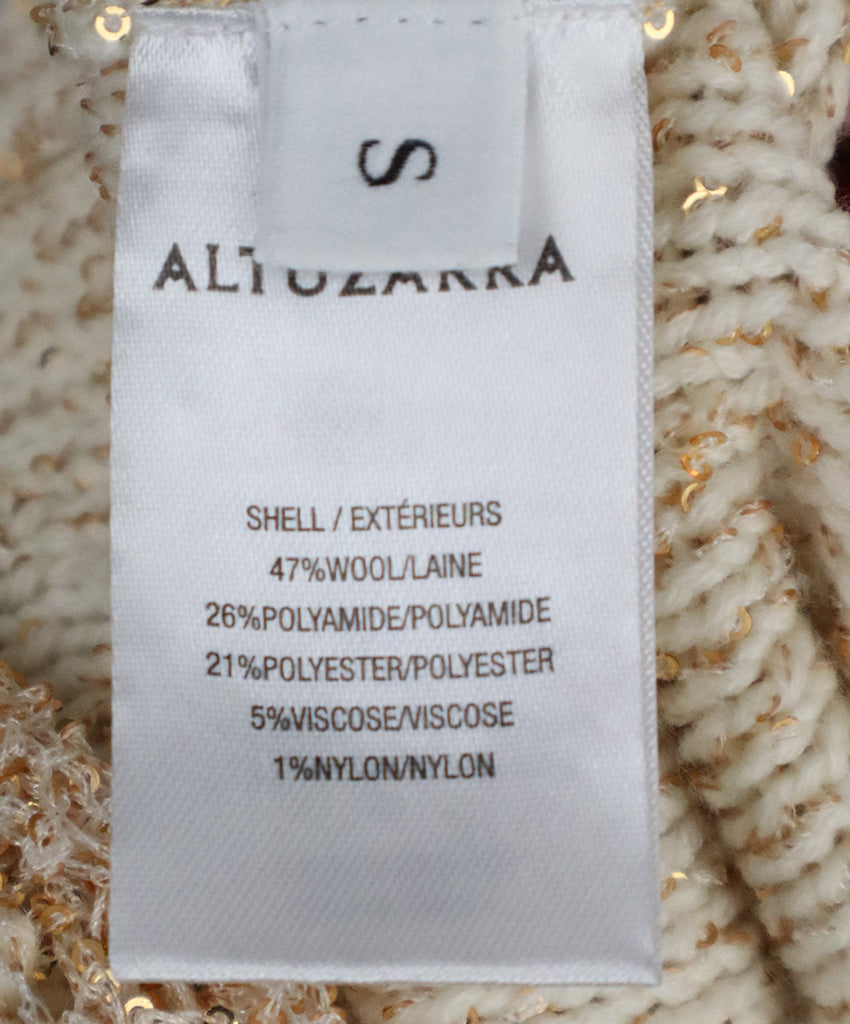 S
ALTUZARRA
SHELL / EXTÉRIEURS
47%WOOL/LAINE
26%POLYAMIDE/POLYAMIDE
21%POLYESTER/POLYESTER
5%VISCOSE/VISCOSE
1%NYLON/NYLON